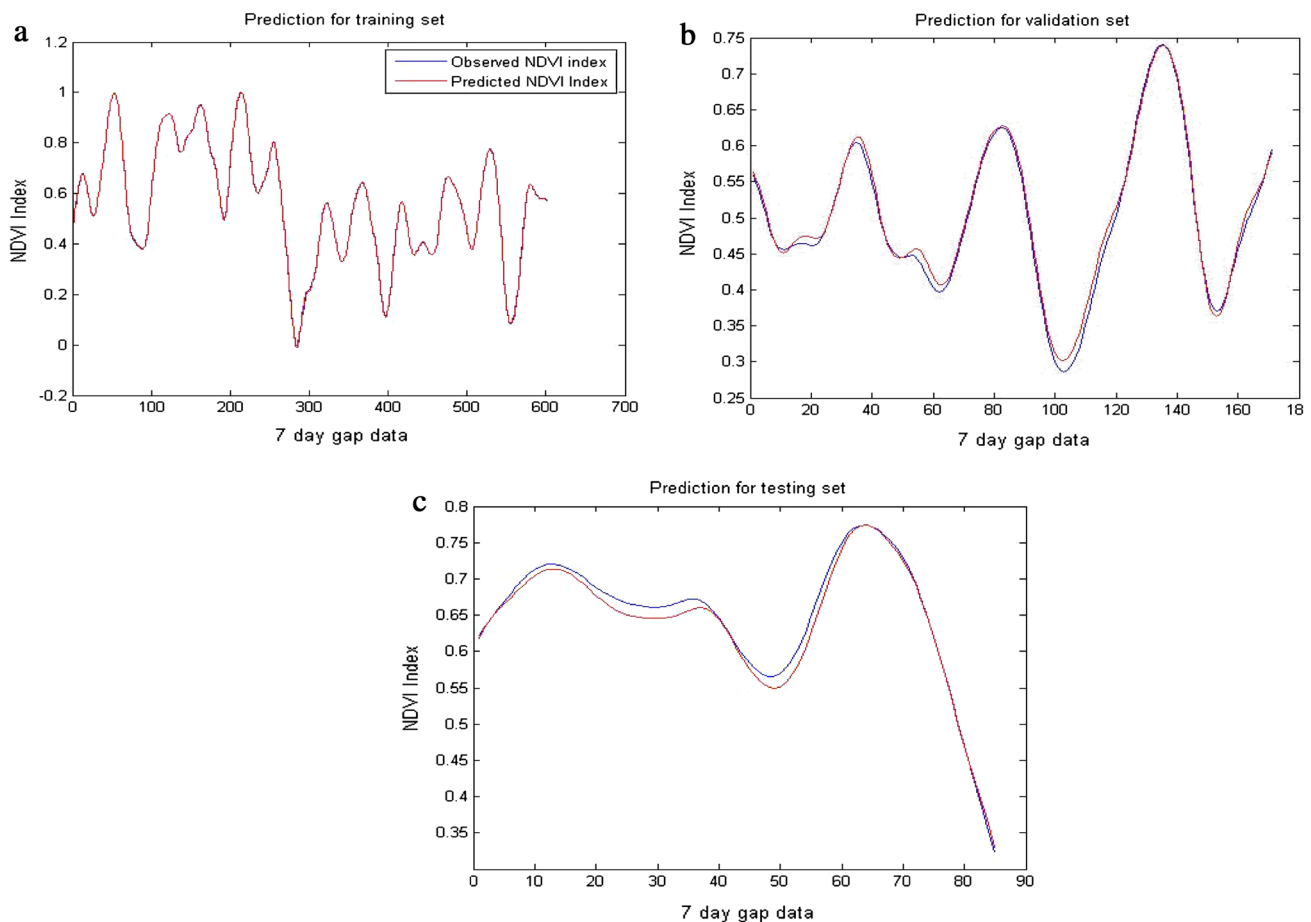 a
Prediction for training set
1.2
1
0.8
0.6
0.4
0.2
0
-0.2
NDVI Index
Observed NDVI index
Predicted NDVI Index
0 100 200 300 400 500 600 700
7 day gap data
b
Prediction for validation set
0.75
0.7
0.65
0.6
0.55
0.5
0.45
0.4
0.35
0.3
0.25
NDVI Index
0 20 40 60 80 100 120 140 160 18
7 day gap data
c
Prediction for testing set
0.8
0.75
0.7
0.65
0.6
0.55
0.5
0.45
0.4
0.35
NDVI Index
0 10 20 30 40 50 60 70 80 90
7 day gap data